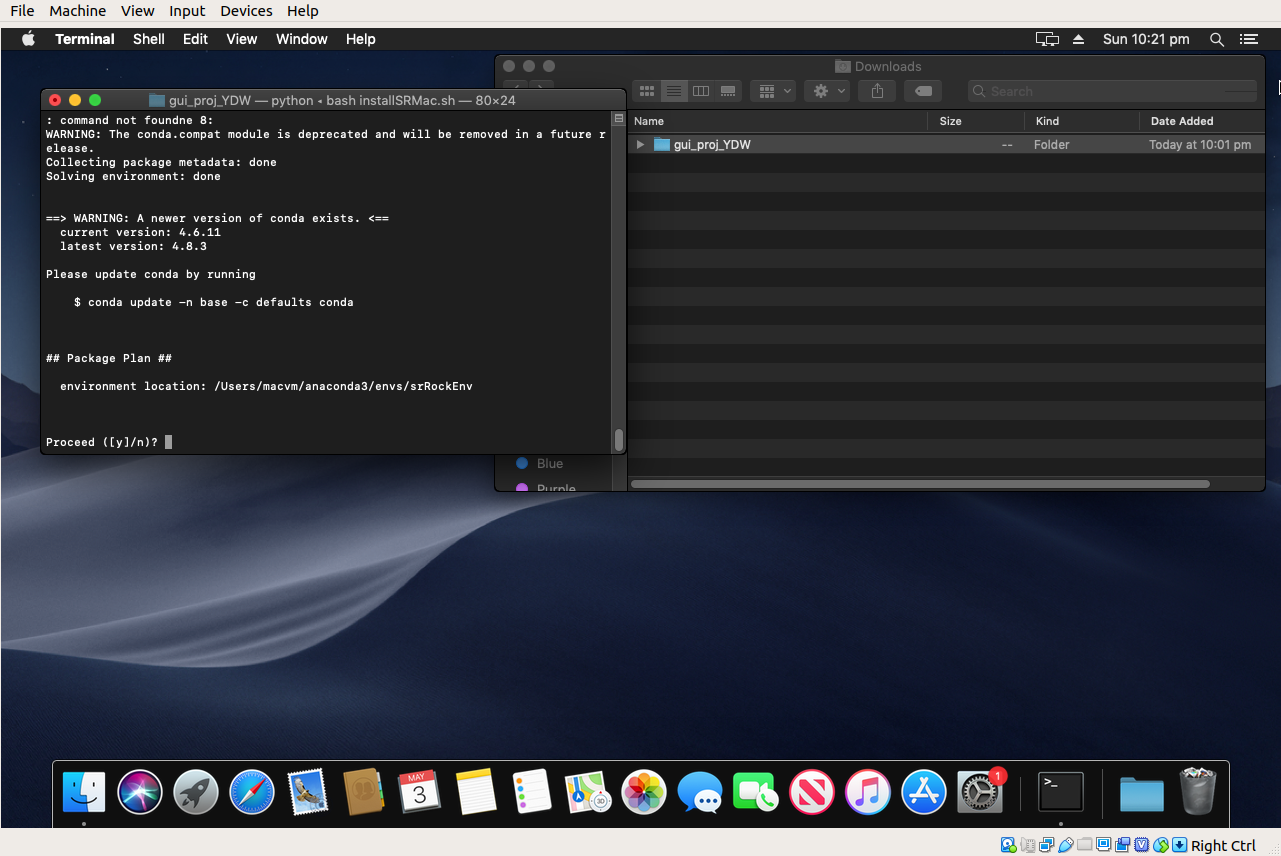 File Machine View Input Devices Help
Terminal Shell Edit View Window Help Sun 10:21 pm
Downloads
Search
gui_proj_YDW — python ◂ bash installSRMac.sh — 80×24
: command not foundne 8:
WARNING: The conda.compat module is deprecated and will be removed in a future r
elease.
Collecting package metadata: done
Solving environment: done
==> WARNING: A newer version of conda exists. <==
current version: 4.6.11
latest version: 4.8.3
Please update conda by running
$ conda update -n base -c defaults conda
## Package Plan ##
environment location: /Users/macvm/anaconda3/envs/srRockEnv
Proceed ([y]/n)?
Name Size Kind Date Added
gui_proj_YDW -- Folder Today at 10:01 pm
Blue
Purple
MAY
3
3D
1
>_
Right Ctrl